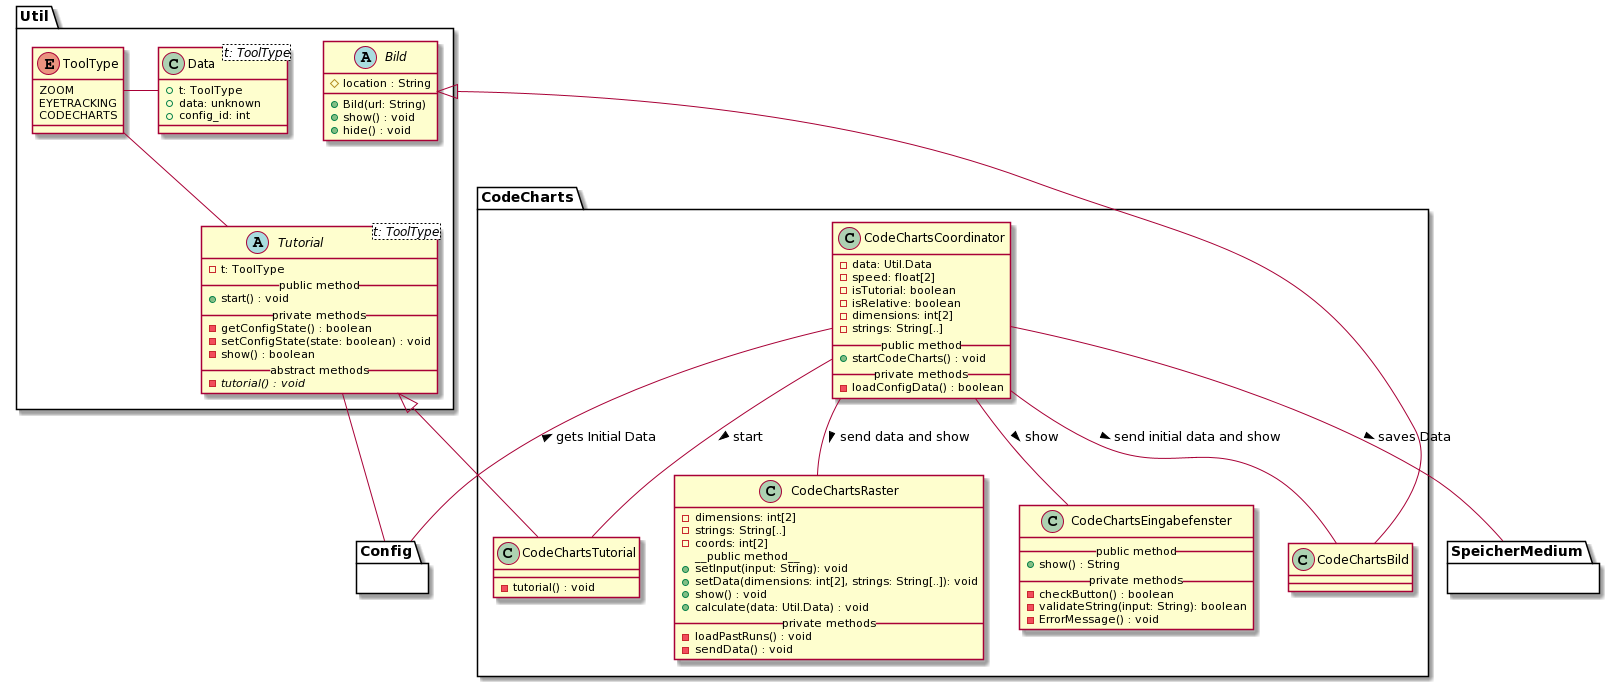 Util
ToolType
ZOOM
EYETRACKING
CODECHARTS
Data
t: ToolType
t: ToolType
data: unknown
config_id: int
Bild
location : String
Bild(url: String)
show() : void
hide() : void
Tutorial
t: ToolType
t: ToolType
public method
start() : void
private methods
getConfigState() : boolean
setConfigState(state: boolean) : void
show() : boolean
abstract methods
tutorial() : void
CodeCharts
CodeChartsCoordinator
data: Util.Data
speed: float[2]
isTutorial: boolean
isRelative: boolean
dimensions: int[2]
strings: String[..]
public method
startCodeCharts() : void
private methods
loadConfigData() : boolean
gets Initial Data
start
send data and show
show
send initial data and show
saves Data
Config
CodeChartsTutorial
tutorial() : void
CodeChartsRaster
dimensions: int[2]
strings: String[..]
coords: int[2]
__public method__
setInput(input: String): void
setData(dimensions: int[2], strings: String[..]): void
show() : void
calculate(data: Util.Data) : void
private methods
loadPastRuns() : void
sendData() : void
CodeChartsEingabefenster
public method
show() : String
private methods
checkButton() : boolean
validateString(input: String): boolean
ErrorMessage() : void
CodeChartsBild
SpeicherMedium